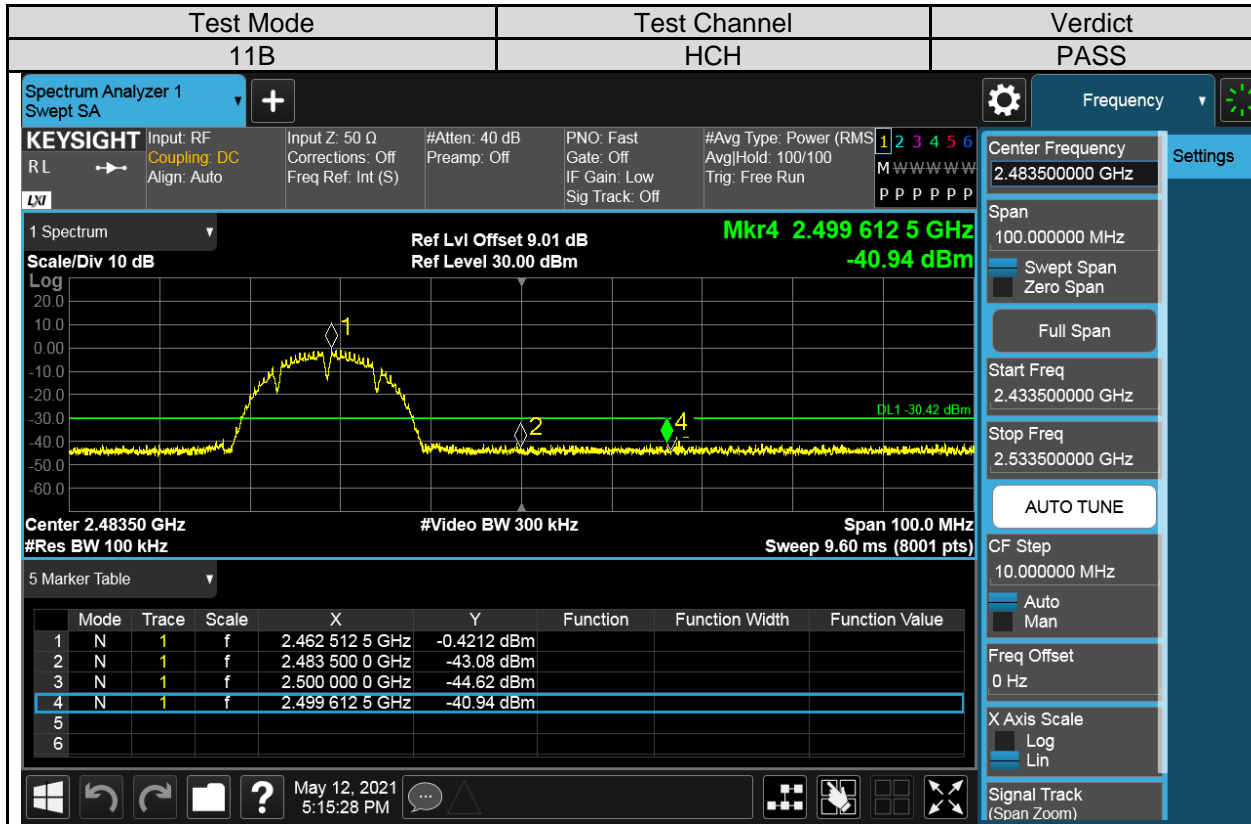 Test Mode Test Channel Verdict
11B HCH PASS
Spectrum Analyzer 1
Swept SA
+
Frequency
KEYSIGHT
RL
LXI
Input: RF
Coupling: DC
Align: Auto
Input Z: 50 Ω
Corrections: Off
Freq Ref: Int (S)
#Atten: 40 dB
Preamp: Off
PNO: Fast
Gate: Off
IF Gain: Low
Sig Track: Off
#Avg Type: Power (RMS
Avg|Hold: 100/100
Trig: Free Run
1 2 3 4 5 6
M W W W W W
P P P P P P
1 Spectrum
Scale/Div 10 dB
Ref Lvl Offset 9.01 dB
Ref Level 30.00 dBm
Mkr4 2.499 612 5 GHz
-40.94 dBm
Log
20.0
10.0
0.00
-10.0
-20.0
-30.0
-40.0
-50.0
-60.0
1
2
4
DL1 -30.42 dBm
Center 2.48350 GHz #Video BW 300 kHz Span 100.0 MHz
#Res BW 100 kHz Sweep 9.60 ms (8001 pts)
5 Marker Table
Mode Trace Scale X Y Function Function Width Function Value
1 N 1 f 2.462 512 5 GHz -0.4212 dBm
2 N 1 f 2.483 500 0 GHz -43.08 dBm
3 N 1 f 2.500 000 0 GHz -44.62 dBm
4 N 1 f 2.499 612 5 GHz -40.94 dBm
5
6
?
May 12, 2021
5:15:28 PM
Center Frequency
2.483500000 GHz
Settings
Span
100.000000 MHz
Swept Span
Zero Span
Full Span
Start Freq
2.433500000 GHz
Stop Freq
2.533500000 GHz
AUTO TUNE
CF Step
10.000000 MHz
Auto
Man
Freq Offset
0 Hz
X Axis Scale
Log
Lin
Signal Track
(Span Zoom)